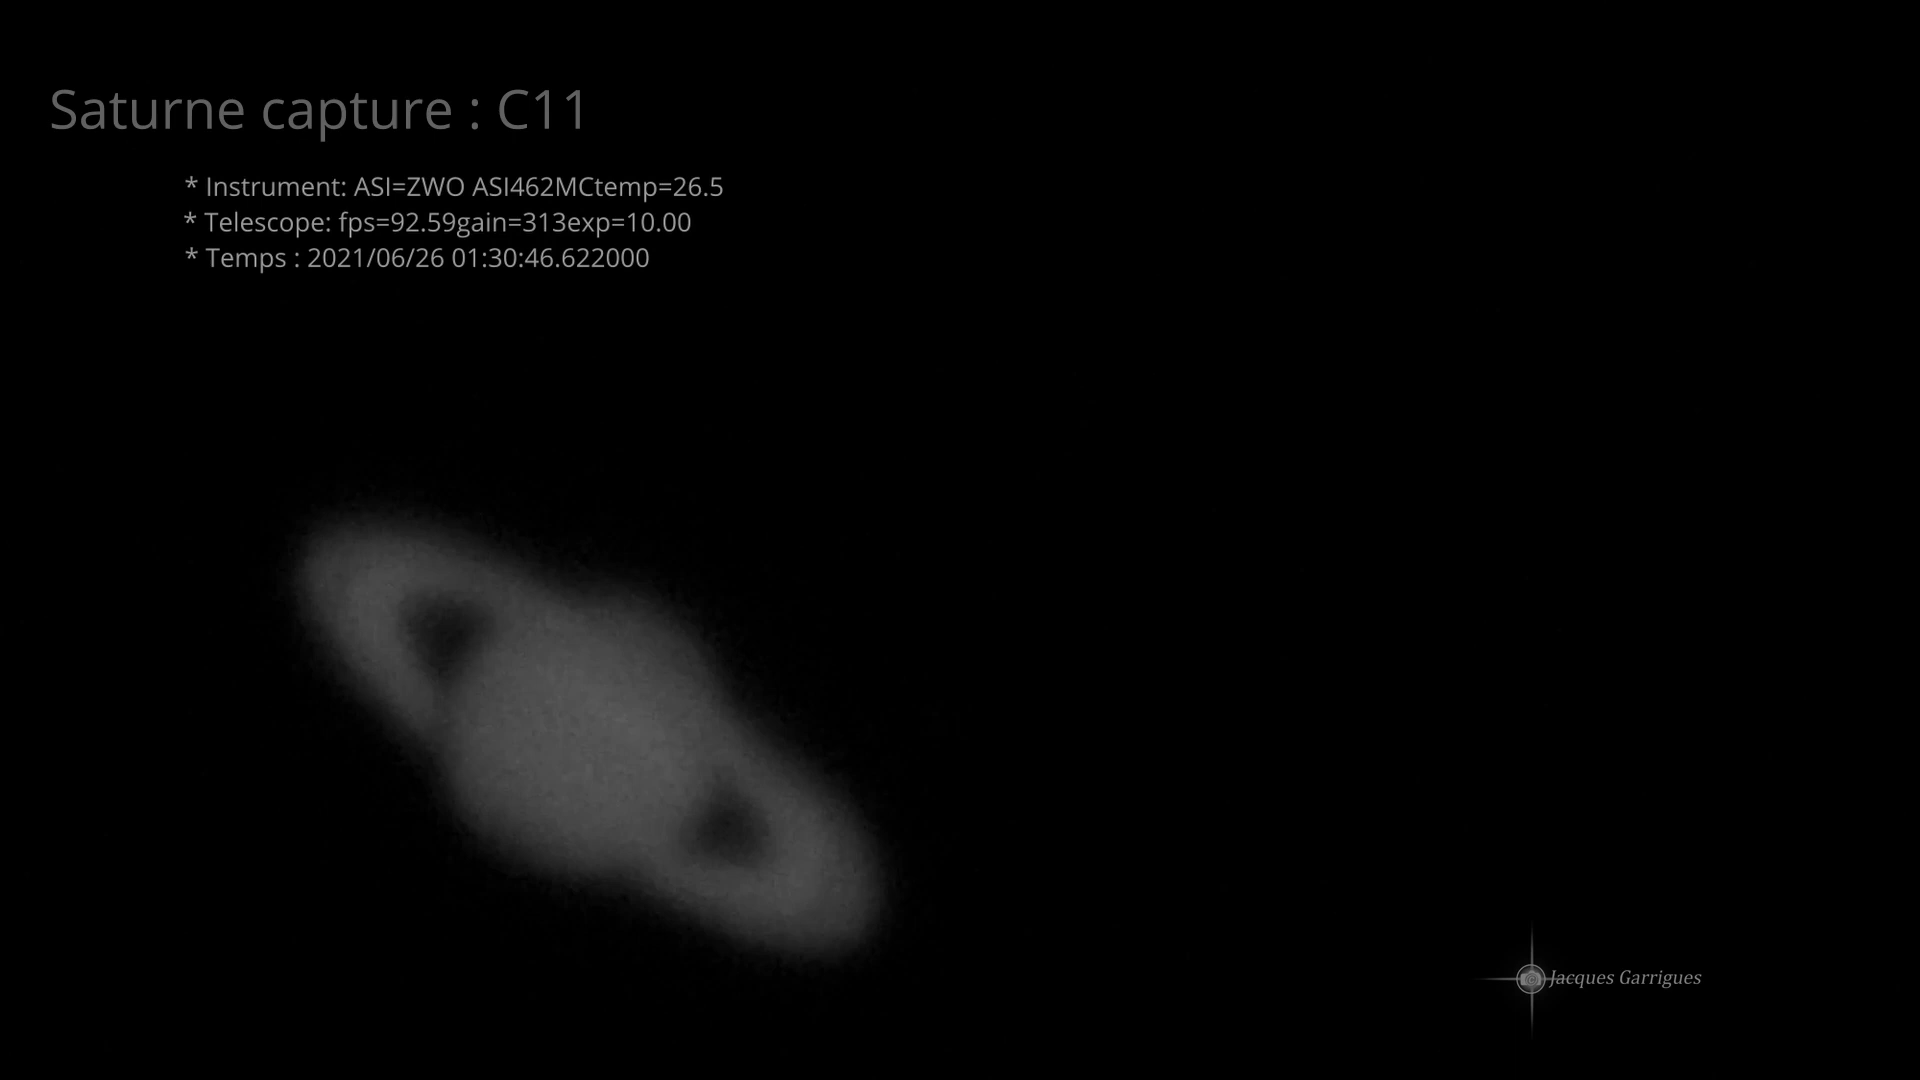 Saturne capture : C11
* Instrument: ASI=ZWO ASI462MCtemp=26.5
* Telescope: fps=92.59gain=313exp=10.00
* Temps : 2021/06/26 01:30:46.622000
Jacques Garrigues